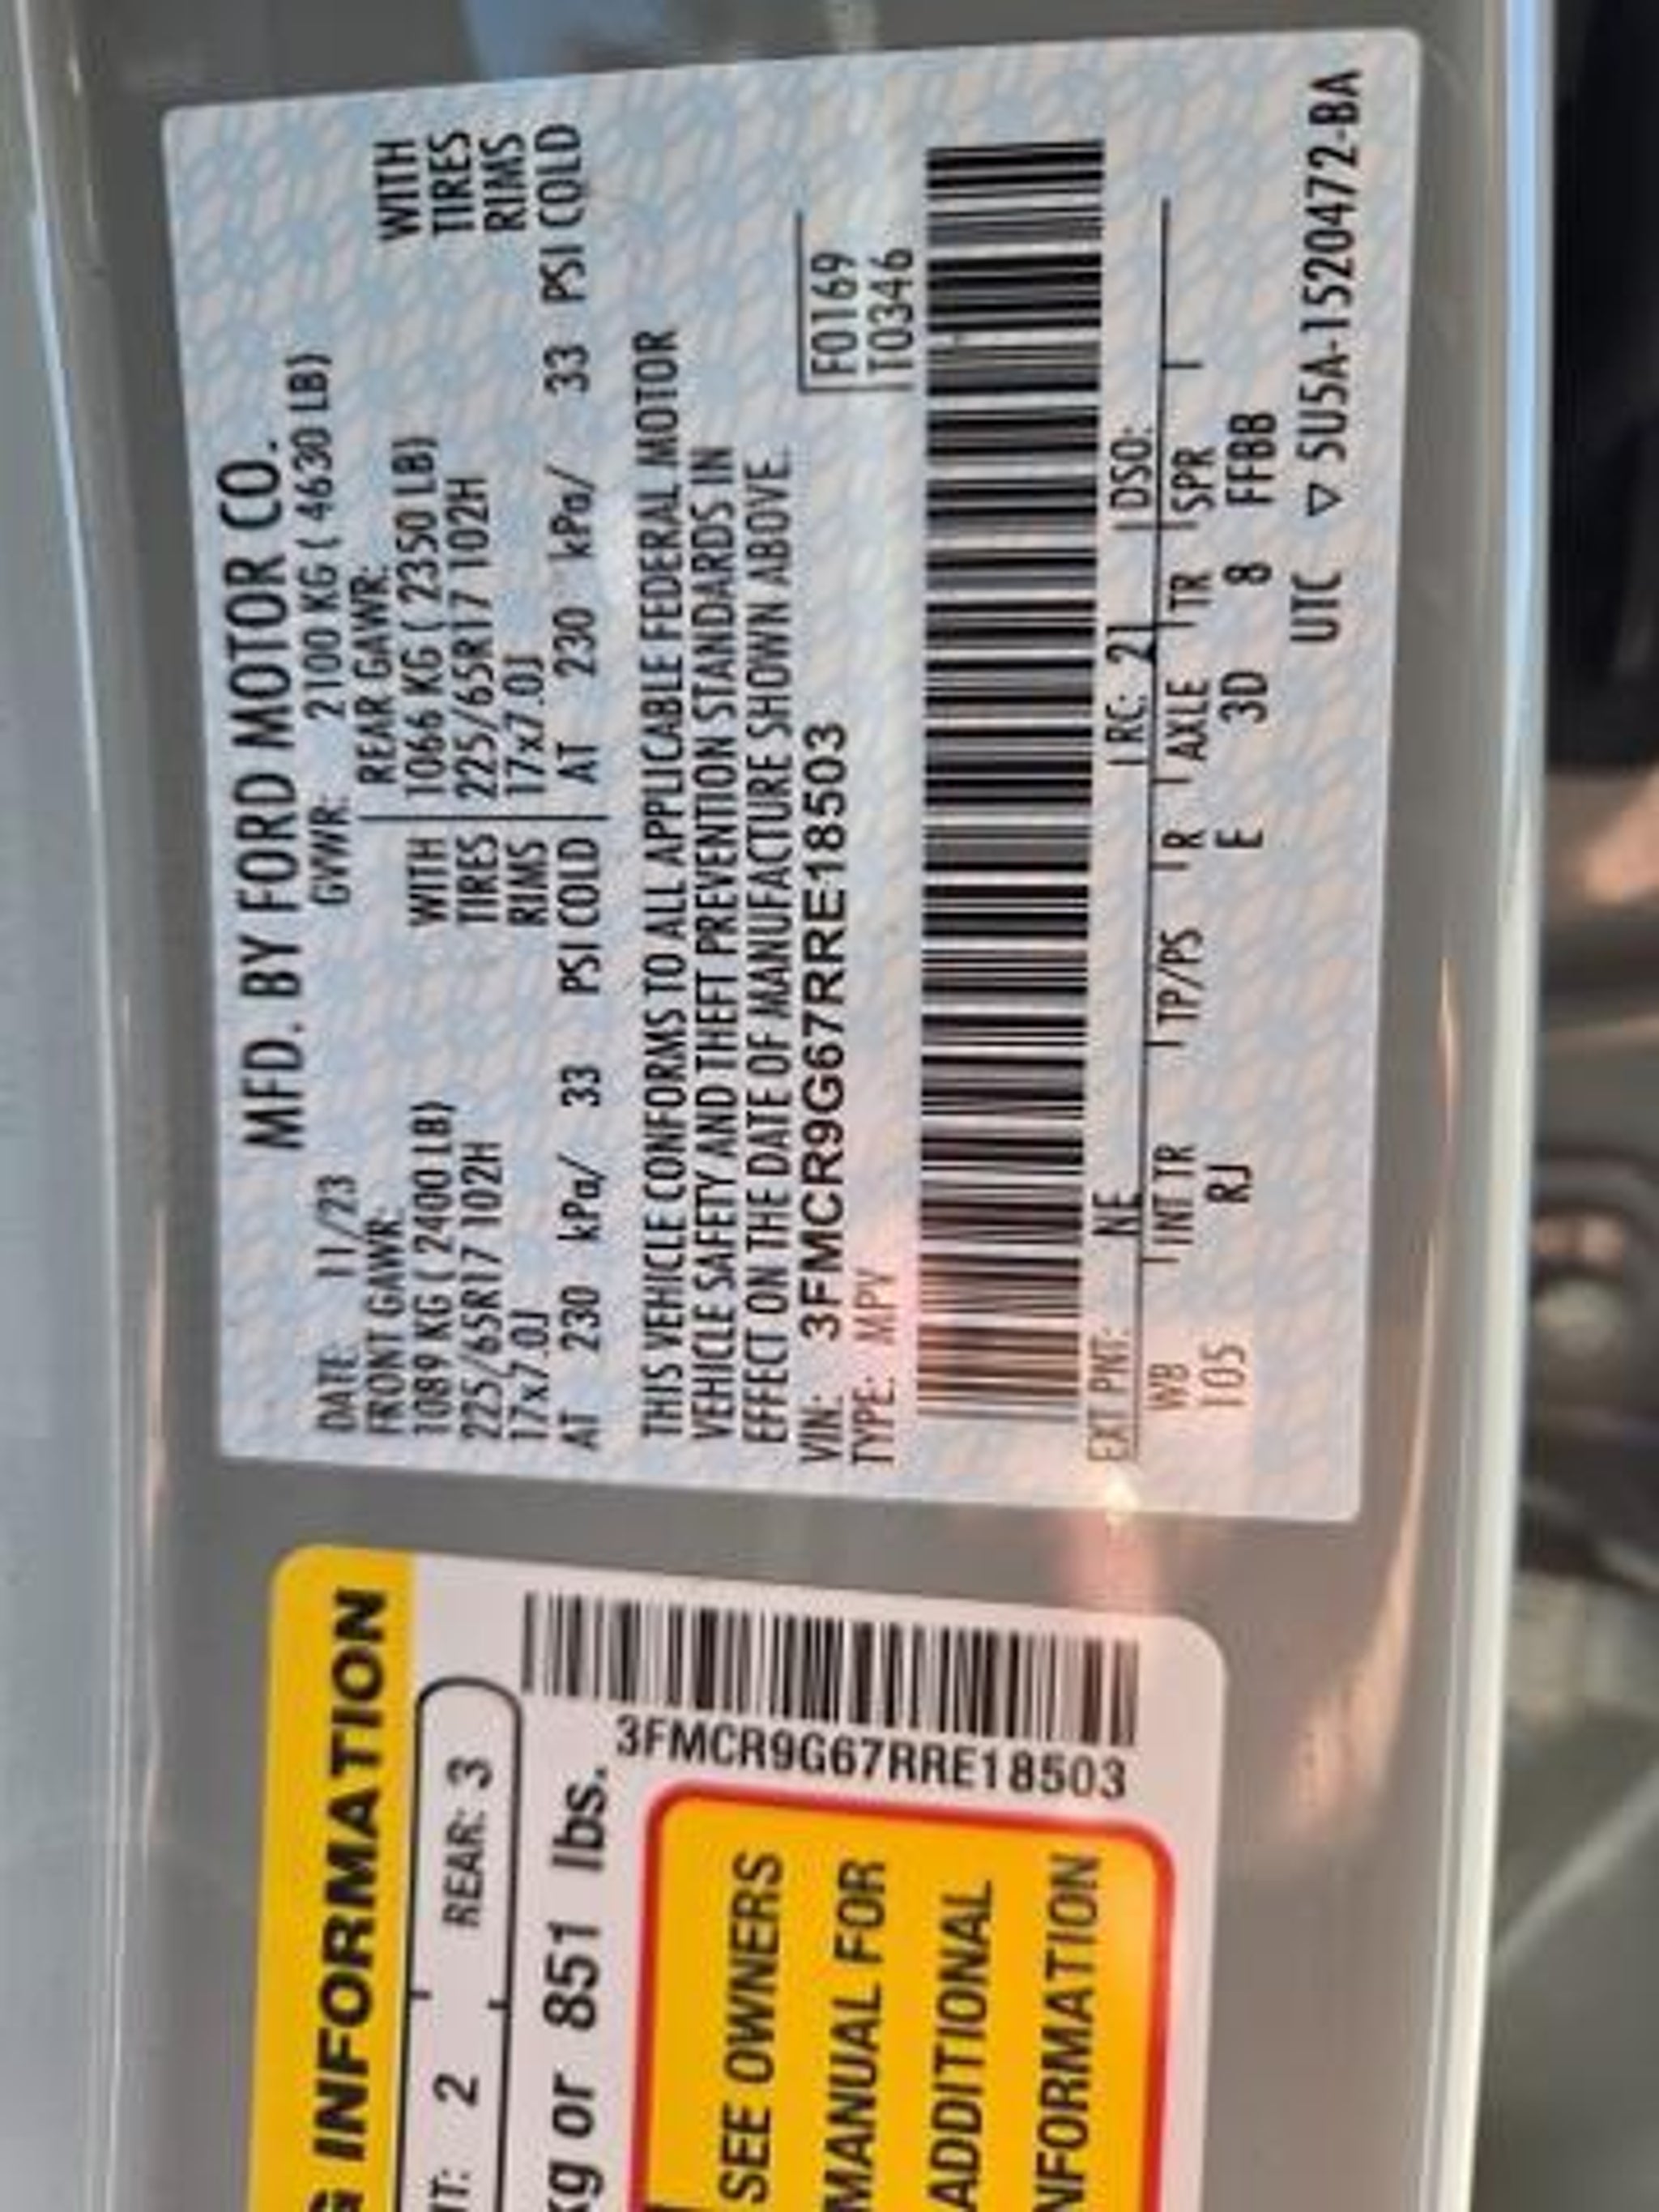 MFD. BY FORD MOTOR CO.
DATE: 11/23 GVWR: 2100 KG ( 4630 LB)
FRONT GAWR: REAR GAWR:
1089 KG ( 2400 LB) WITH 1066 KG ( 2350 LB) WITH
225/65R17 102H TIRES 225/65R17 102H TIRES
17x7.0J RIMS 17x7.0J RIMS
AT 230 kPa/ 33 PSI COLD AT 230 kPa/ 33 PSI COLD
THIS VEHICLE CONFORMS TO ALL APPLICABLE FEDERAL MOTOR
VEHICLE SAFETY AND THEFT PREVENTION STANDARDS IN
EFFECT ON THE DATE OF MANUFACTURE SHOWN ABOVE.
VIN: 3FMCR9G67RRE18503 F0169
TYPE: MPV T0346
EXT PNT: NE RC: 21 DSO:
WB INT TR TP/PS R AXLE TR SPR
105 RJ E 3D 8 FFBB
UTC ▽ 5U5A-1520472-BA
INFORMATION
2 REAR: 3
kg or 851 lbs.
3FMCR9G67RRE18503
SEE OWNERS
MANUAL FOR
ADDITIONAL
INFORMATION